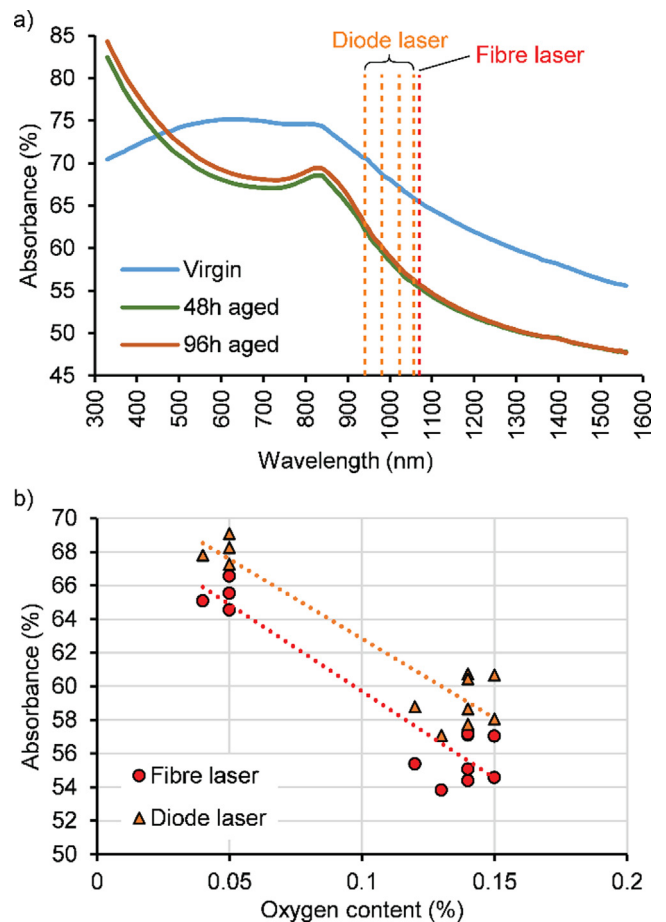 a)
Diode laser
Fibre laser
85
80
75
70
65
60
55
50
45
Absorbance (%)
Virgin
48h aged
96h aged
300 400 500 600 700 800 900 1000 1100 1200 1300 1400 1500 1600
Wavelength (nm)
b)
70
68
66
64
62
60
58
56
54
52
50
Absorbance (%)
Fibre laser
Diode laser
0 0.05 0.1 0.15 0.2
Oxygen content (%)